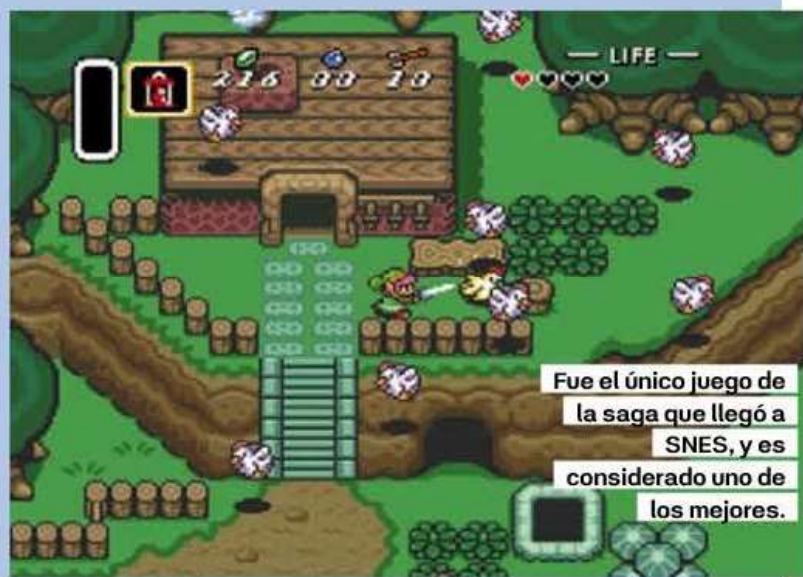 216 00 10
— LIFE —
Fue el único juego de
la saga que llegó a
SNES, y es
considerado uno de
los mejores.